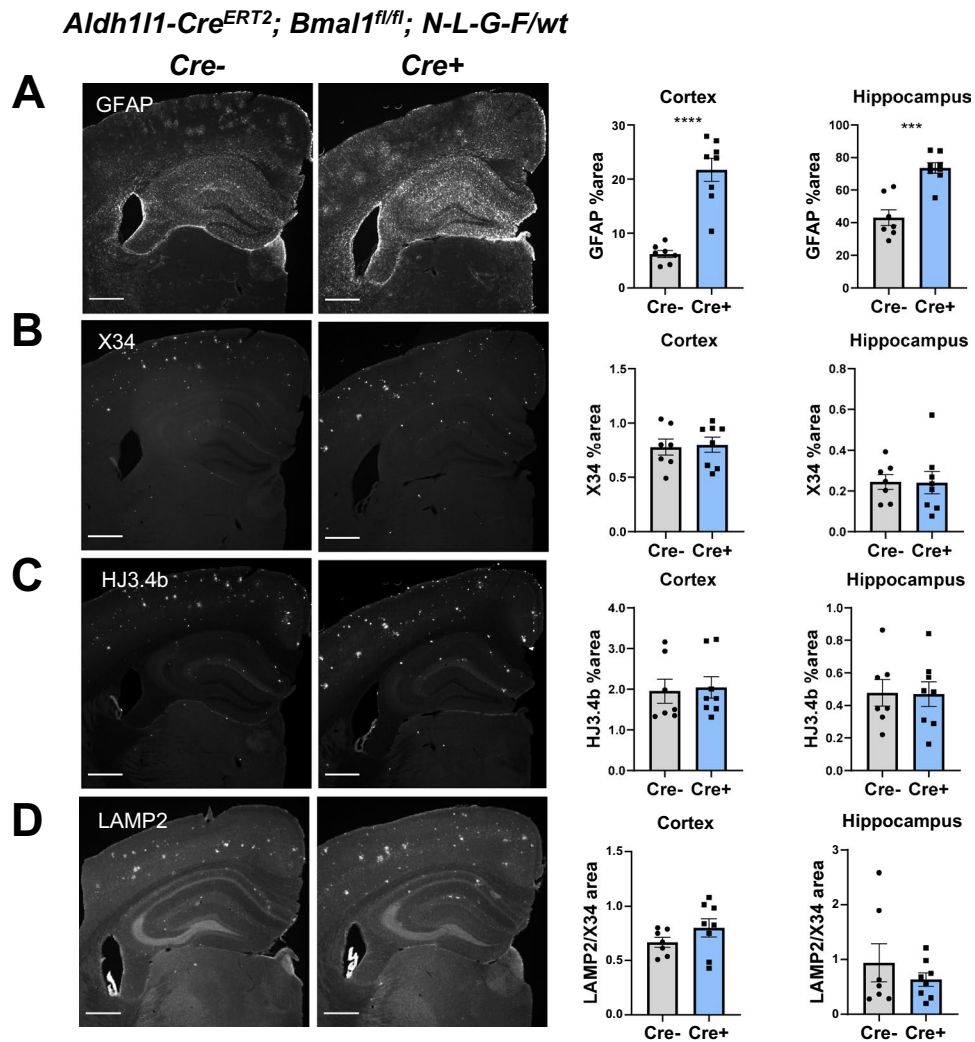 Aldh1l1-Cre^ERT2; Bmal1^fl/fl; N-L-G-F/wt
Cre- Cre+
A
GFAP
Cortex
****
GFAP %area
30
20
10
0
Cre- Cre+
Hippocampus
***
GFAP %area
100
80
60
40
20
0
Cre- Cre+
B
X34
Cortex
X34 %area
1.5
1.0
0.5
0.0
Cre- Cre+
Hippocampus
X34 %area
0.8
0.6
0.4
0.2
0.0
Cre- Cre+
C
HJ3.4b
Cortex
HJ3.4b %area
4.0
3.0
2.0
1.0
0.0
Cre- Cre+
Hippocampus
HJ3.4b %area
1.0
0.8
0.6
0.4
0.2
0.0
Cre- Cre+
D
LAMP2
Cortex
LAMP2/X34 area
1.5
1.0
0.5
0.0
Cre- Cre+
Hippocampus
LAMP2/X34 area
3
2
1
0
Cre- Cre+